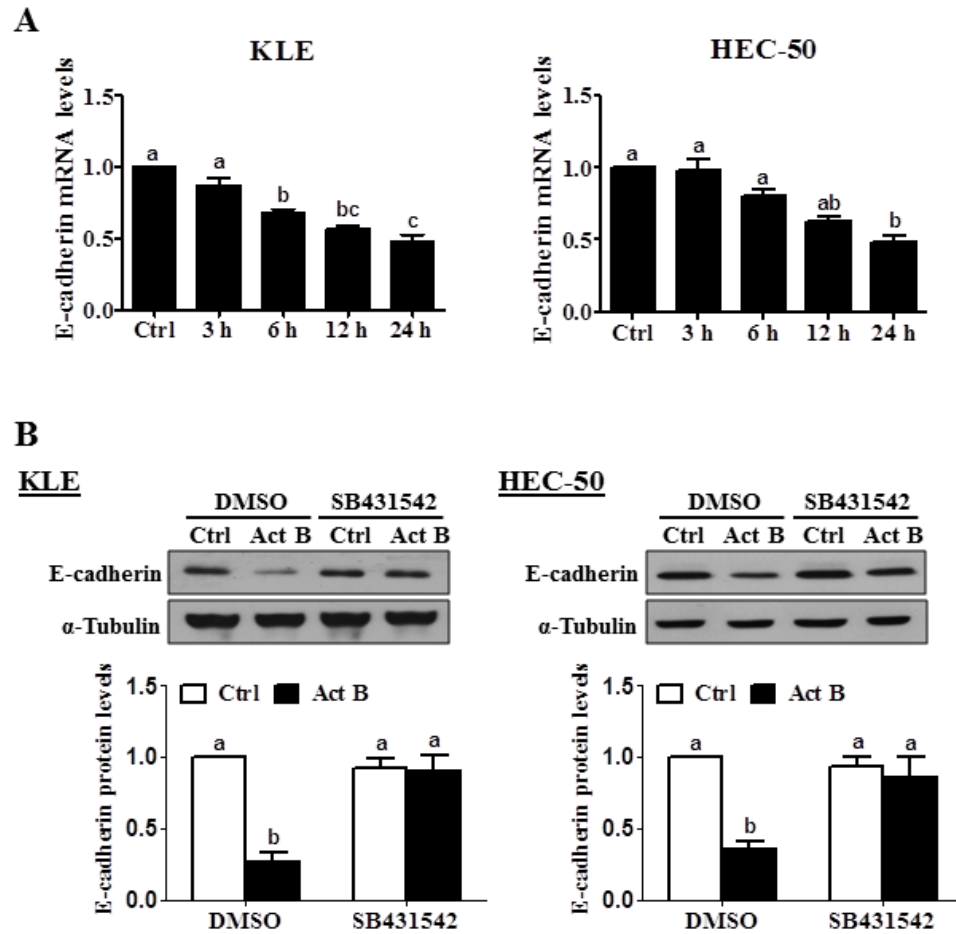 A
KLE
E-cadherin mRNA levels
1.5
1.0
0.5
0.0
a
a
b
bc
c
Ctrl 3 h 6 h 12 h 24 h
HEC-50
E-cadherin mRNA levels
1.5
1.0
0.5
0.0
a
a
a
ab
b
Ctrl 3 h 6 h 12 h 24 h
B
KLE
DMSO SB431542
Ctrl Act B Ctrl Act B
E-cadherin
α-Tubulin
E-cadherin protein levels
1.5
1.0
0.5
0.0
Ctrl Act B
a
b
a
a
DMSO SB431542
HEC-50
DMSO SB431542
Ctrl Act B Ctrl Act B
E-cadherin
α-Tubulin
E-cadherin protein levels
1.5
1.0
0.5
0.0
Ctrl Act B
a
b
a
a
DMSO SB431542